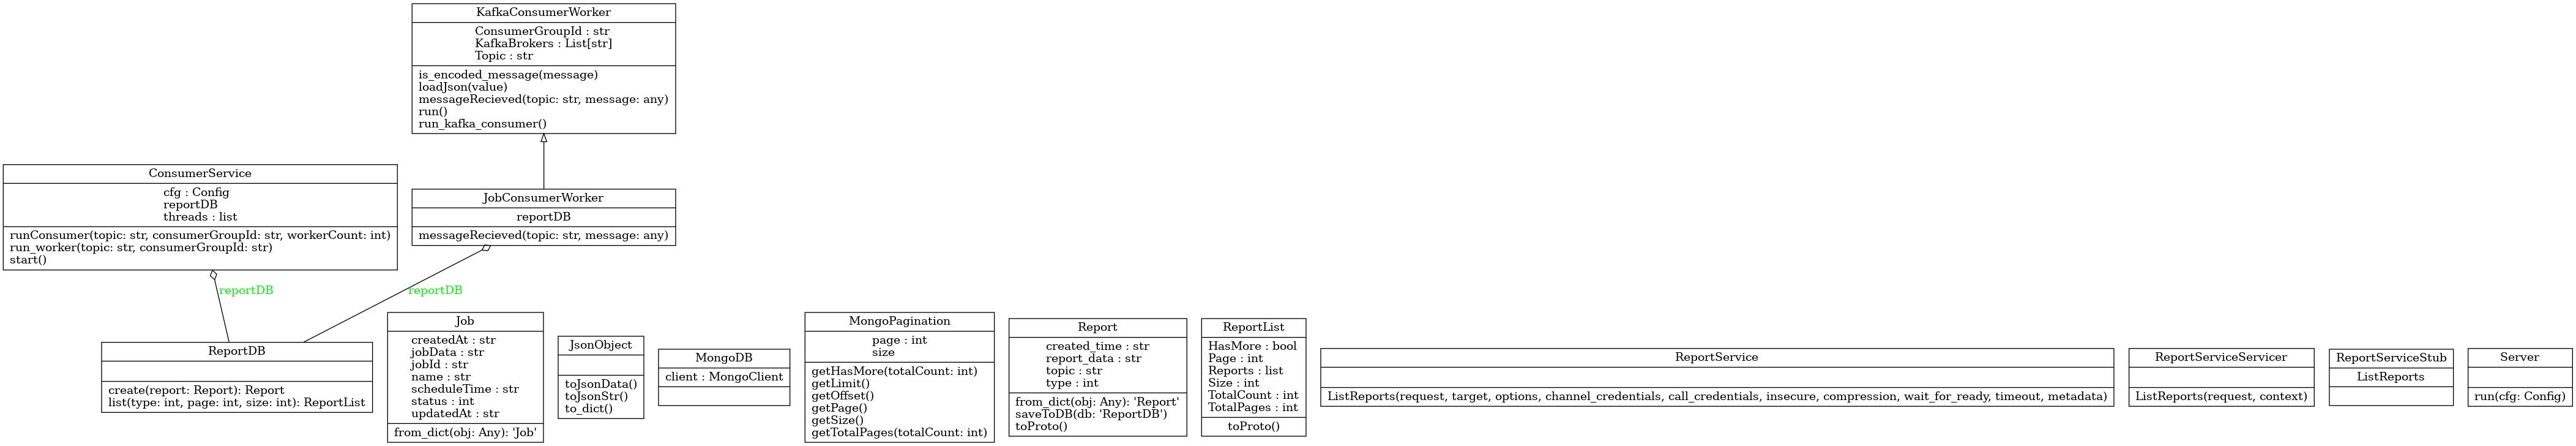 KafkaConsumerWorker
ConsumerGroupId : str
KafkaBrokers : List[str]
Topic : str
is_encoded_message(message)
loadJson(value)
messageRecieved(topic: str, message: any)
run()
run_kafka_consumer()
ConsumerService
cfg : Config
reportDB
threads : list
runConsumer(topic: str, consumerGroupId: str, workerCount: int)
run_worker(topic: str, consumerGroupId: str)
start()
JobConsumerWorker
reportDB
messageRecieved(topic: str, message: any)
reportDB
reportDB
ReportDB
create(report: Report): Report
list(type: int, page: int, size: int): ReportList
Job
createdAt : str
jobData : str
jobId : str
name : str
scheduleTime : str
status : int
updatedAt : str
from_dict(obj: Any): 'Job'
JsonObject
toJsonData()
toJsonStr()
to_dict()
MongoDB
client : MongoClient
MongoPagination
page : int
size
getHasMore(totalCount: int)
getLimit()
getOffset()
getPage()
getSize()
getTotalPages(totalCount: int)
Report
created_time : str
report_data : str
topic : str
type : int
from_dict(obj: Any): 'Report'
saveToDB(db: 'ReportDB')
toProto()
ReportList
HasMore : bool
Page : int
Reports : list
Size : int
TotalCount : int
TotalPages : int
toProto()
ReportService
ListReports(request, target, options, channel_credentials, call_credentials, insecure, compression, wait_for_ready, timeout, metadata)
ReportServiceServicer
ListReports(request, context)
ReportServiceStub
ListReports
Server
run(cfg: Config)